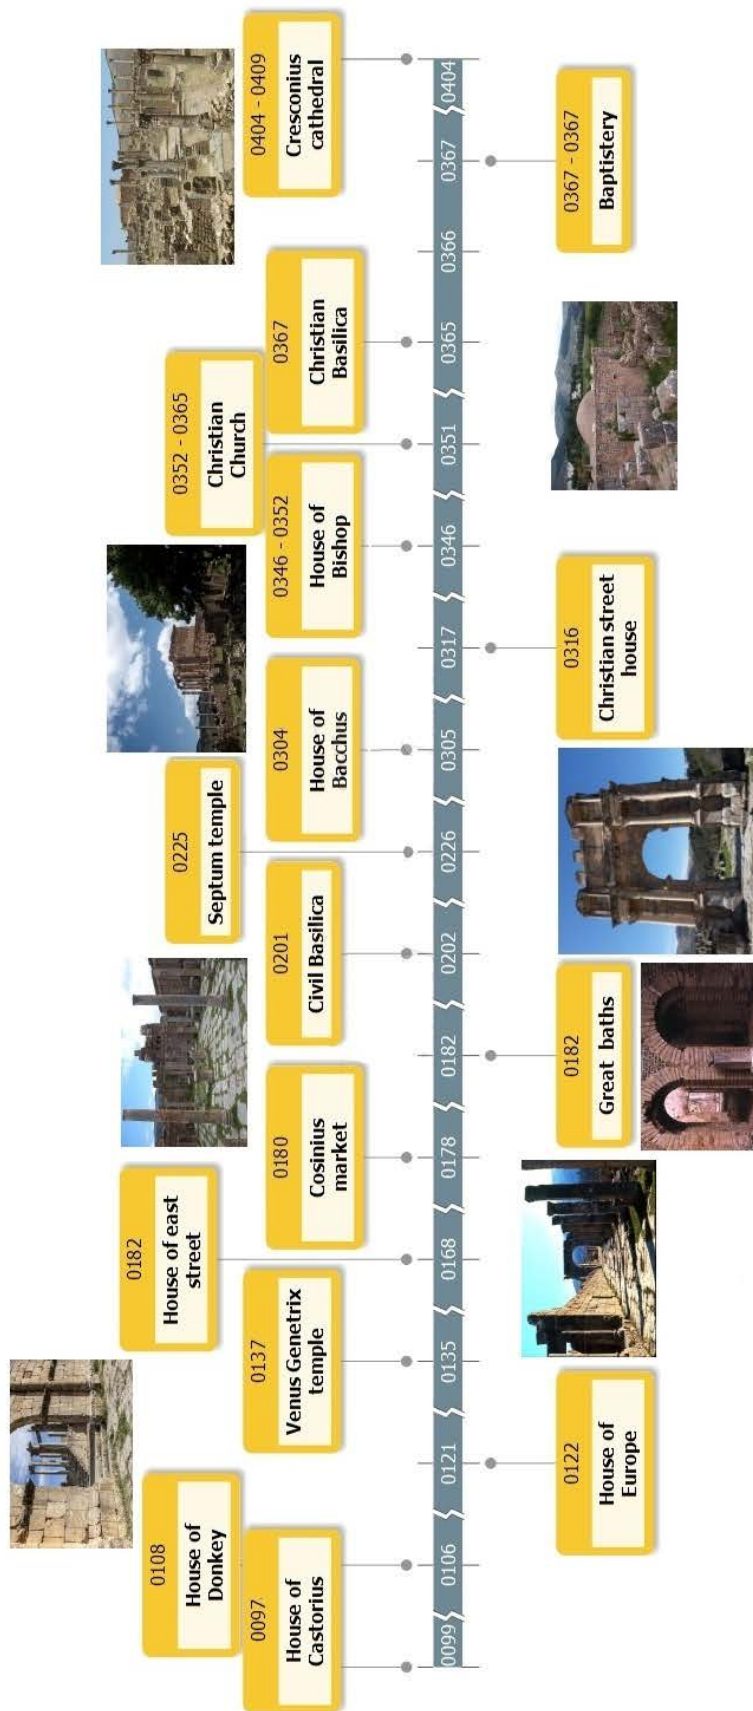 0097
House of
Castorius
0108
House of
Donkey
0122
House of
Europe
0137
Venus Genetrix
temple
0182
House of east
street
0180
Cosinius
market
0182
Great baths
0201
Civil Basilica
0225
Septum temple
0304
House of
Bacchus
0316
Christian street
house
0346 - 0352
House of
Bishop
0352 - 0365
Christian
Church
0367
Christian
Basilica
0367 - 0367
Baptistery
0404 - 0409
Cresconius
cathedral
0099
0106
0121
0135
0168
0178
0182
0202
0226
0305
0317
0346
0351
0365
0366
0367
0404